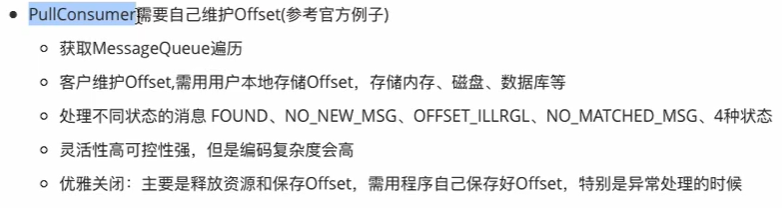 PullConsumer需要自己维护Offset(参考官方例子)
获取MessageQueue遍历
客户维护Offset,需用用户本地存储Offset，存储内存、磁盘、数据库等
处理不同状态的消息 FOUND、NO_NEW_MSG、OFFSET_ILLRGL、NO_MATCHED_MSG、4种状态
灵活性高可控性强，但是编码复杂度会高
优雅关闭：主要是释放资源和保存Offset，需用程序自己保存好Offset，特别是异常处理的时候